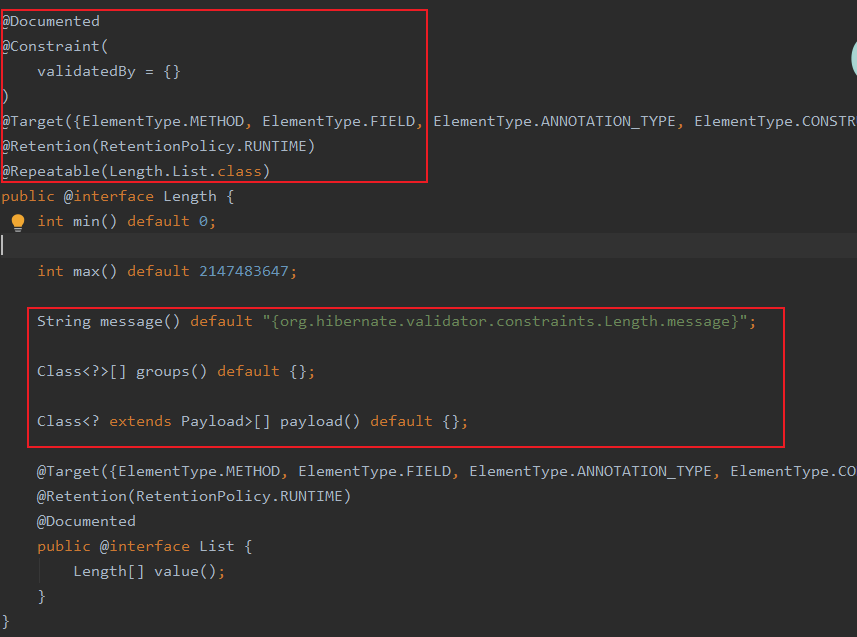 @Documented
@Constraint(
    validatedBy = {}
)
@Target({ElementType.METHOD, ElementType.FIELD, ElementType.ANNOTATION_TYPE, ElementType.CONSTR
@Retention(RetentionPolicy.RUNTIME)
@Repeatable(Length.List.class)
public @interface Length {
    int min() default 0;
    int max() default 2147483647;
    String message() default "{org.hibernate.validator.constraints.Length.message}";
    Class<?>[] groups() default {};
    Class<? extends Payload>[] payload() default {};
    @Target({ElementType.METHOD, ElementType.FIELD, ElementType.ANNOTATION_TYPE, ElementType.CO
    @Retention(RetentionPolicy.RUNTIME)
    @Documented
    public @interface List {
        Length[] value();
    }
}